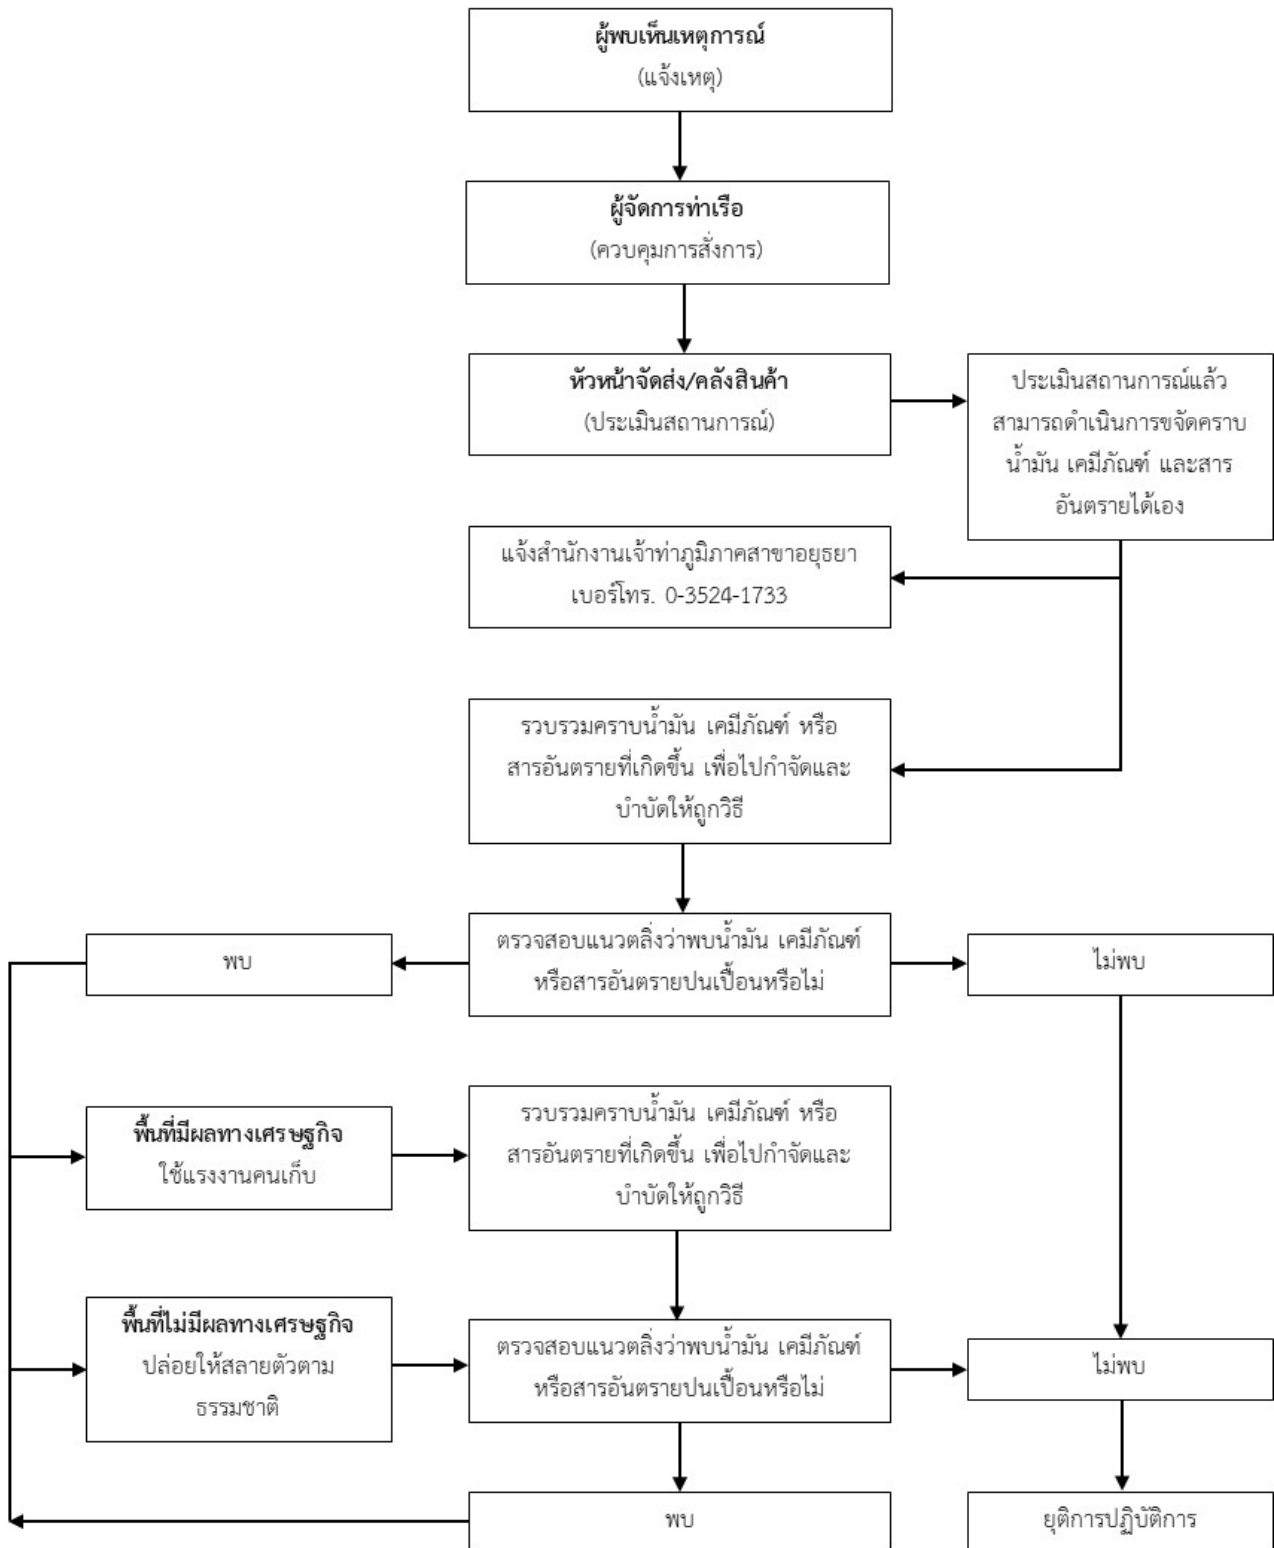 ผู้พบเห็นเหตุการณ์
(แจ้งเหตุ)
ผู้จัดการท่าเรือ
(ควบคุมการสั่งการ)
หัวหน้าจัดส่ง/คลังสินค้า
(ประเมินสถานการณ์)
ประเมินสถานการณ์แล้ว
สามารถดำเนินการขจัดคราบ
น้ำมัน เคมีภัณฑ์ และสาร
อันตรายได้เอง
แจ้งสำนักงานเจ้าท่าภูมิภาคสาขาอยุธยา
เบอร์โทร. 0-3524-1733
รวบรวมคราบน้ำมัน เคมีภัณฑ์ หรือ
สารอันตรายที่เกิดขึ้น เพื่อไปกำจัดและ
บำบัดให้ถูกวิธี
พบ
ตรวจสอบแนวตลิ่งว่าพบน้ำมัน เคมีภัณฑ์
หรือสารอันตรายปนเปื้อนหรือไม่
ไม่พบ
พื้นที่มีผลทางเศรษฐกิจ
ใช้แรงงานคนเก็บ
รวบรวมคราบน้ำมัน เคมีภัณฑ์ หรือ
สารอันตรายที่เกิดขึ้น เพื่อไปกำจัดและ
บำบัดให้ถูกวิธี
พื้นที่ไม่มีผลทางเศรษฐกิจ
ปล่อยให้สลายตัวตาม
ธรรมชาติ
ตรวจสอบแนวตลิ่งว่าพบน้ำมัน เคมีภัณฑ์
หรือสารอันตรายปนเปื้อนหรือไม่
ไม่พบ
พบ
ยุติการปฏิบัติการ